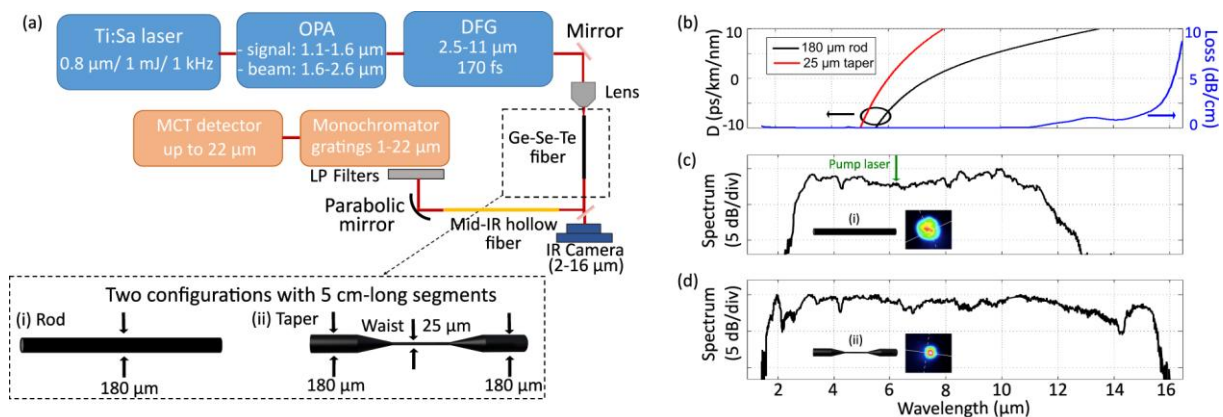 (a)
Ti:Sa laser
0.8 µm/ 1 mJ/ 1 kHz
OPA
- signal: 1.1-1.6 µm
- beam: 1.6-2.6 µm
DFG
2.5-11 µm
170 fs
Mirror
Lens
MCT detector
up to 22 µm
Monochromator
gratings 1-22 µm
Ge-Se-Te
fiber
LP Filters
Parabolic
mirror
Mid-IR hollow
fiber
IR Camera
(2-16 µm)
Two configurations with 5 cm-long segments
(i) Rod
180 µm
(ii) Taper
Waist
25 µm
180 µm
180 µm
(b)
D (ps/km/nm)
10
0
-10
180 µm rod
25 µm taper
10
5
0
Loss (dB/cm)
(c)
Spectrum
(5 dB/div)
Pump laser
(i)
(d)
Spectrum
(5 dB/div)
(ii)
2 4 6 8 10 12 14 16
Wavelength (µm)